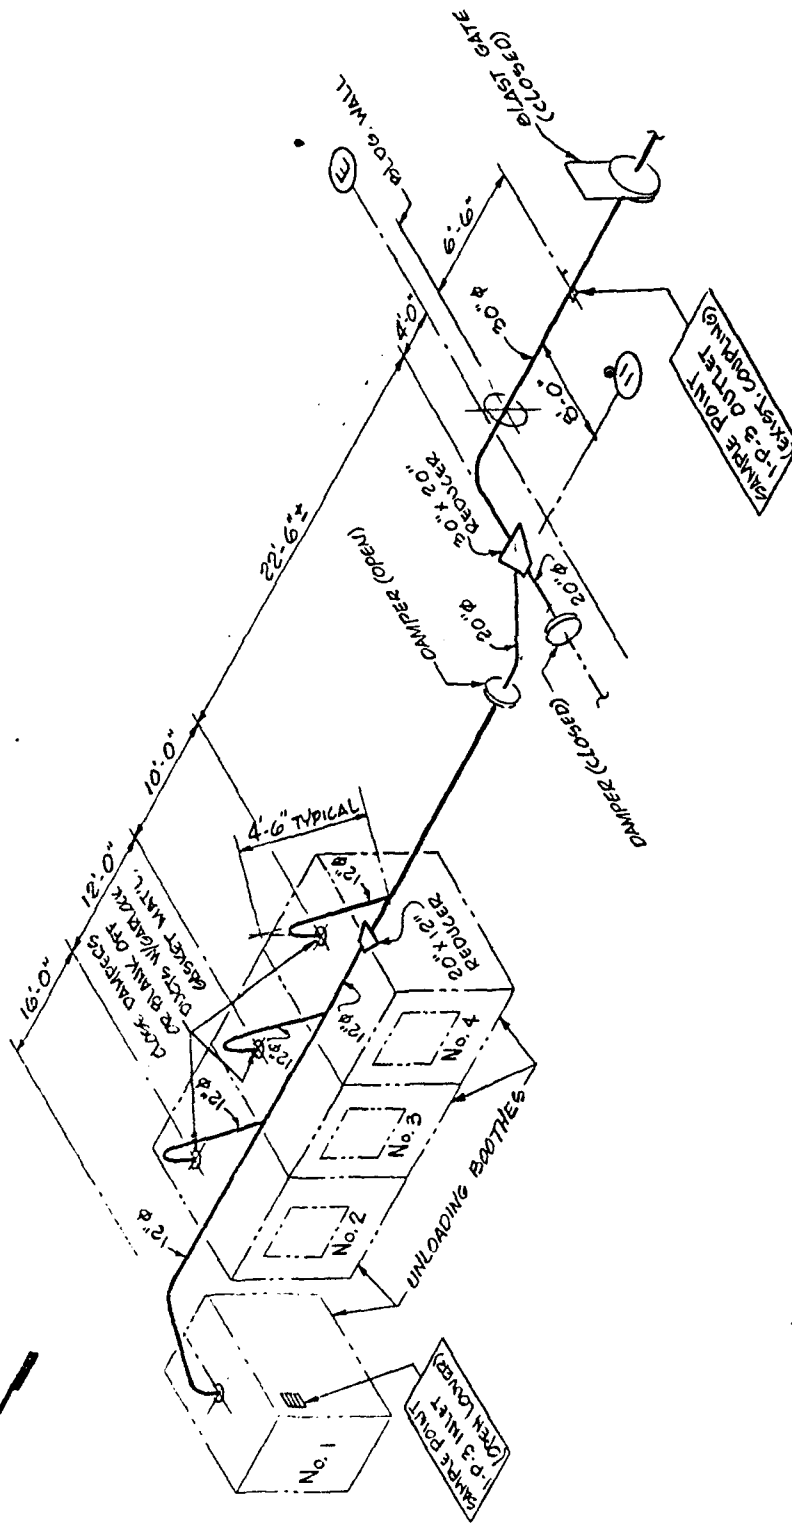 BLAST GATE
(CLOSED)
E
BLDG. WALL
6'-6"
4'-0"
22'-6"±
10'-0"
12'-0"
16'-0"
30"ø
8'-0"
11
SAMPLE POINT
1-P-3 OUTLET
(EXIST. COUPLING)
30" X 20"
REDUCER
DAMPER (OPEN)
20"ø
20"ø
DAMPER (CLOSED)
4'-6" TYPICAL
CLOSE DAMPERS
OR BLANK OFF
DUCTS W/GARLOCK
GASKET MAT'L.
12"ø
20" X 12"
REDUCER
12"ø
12"ø
12"ø
12"ø
No. 4
No. 3
No. 2
No. 1
UNLOADING BOOTHES
SAMPLE POINT
1-P-3 INLET
(OPEN LOUVER)